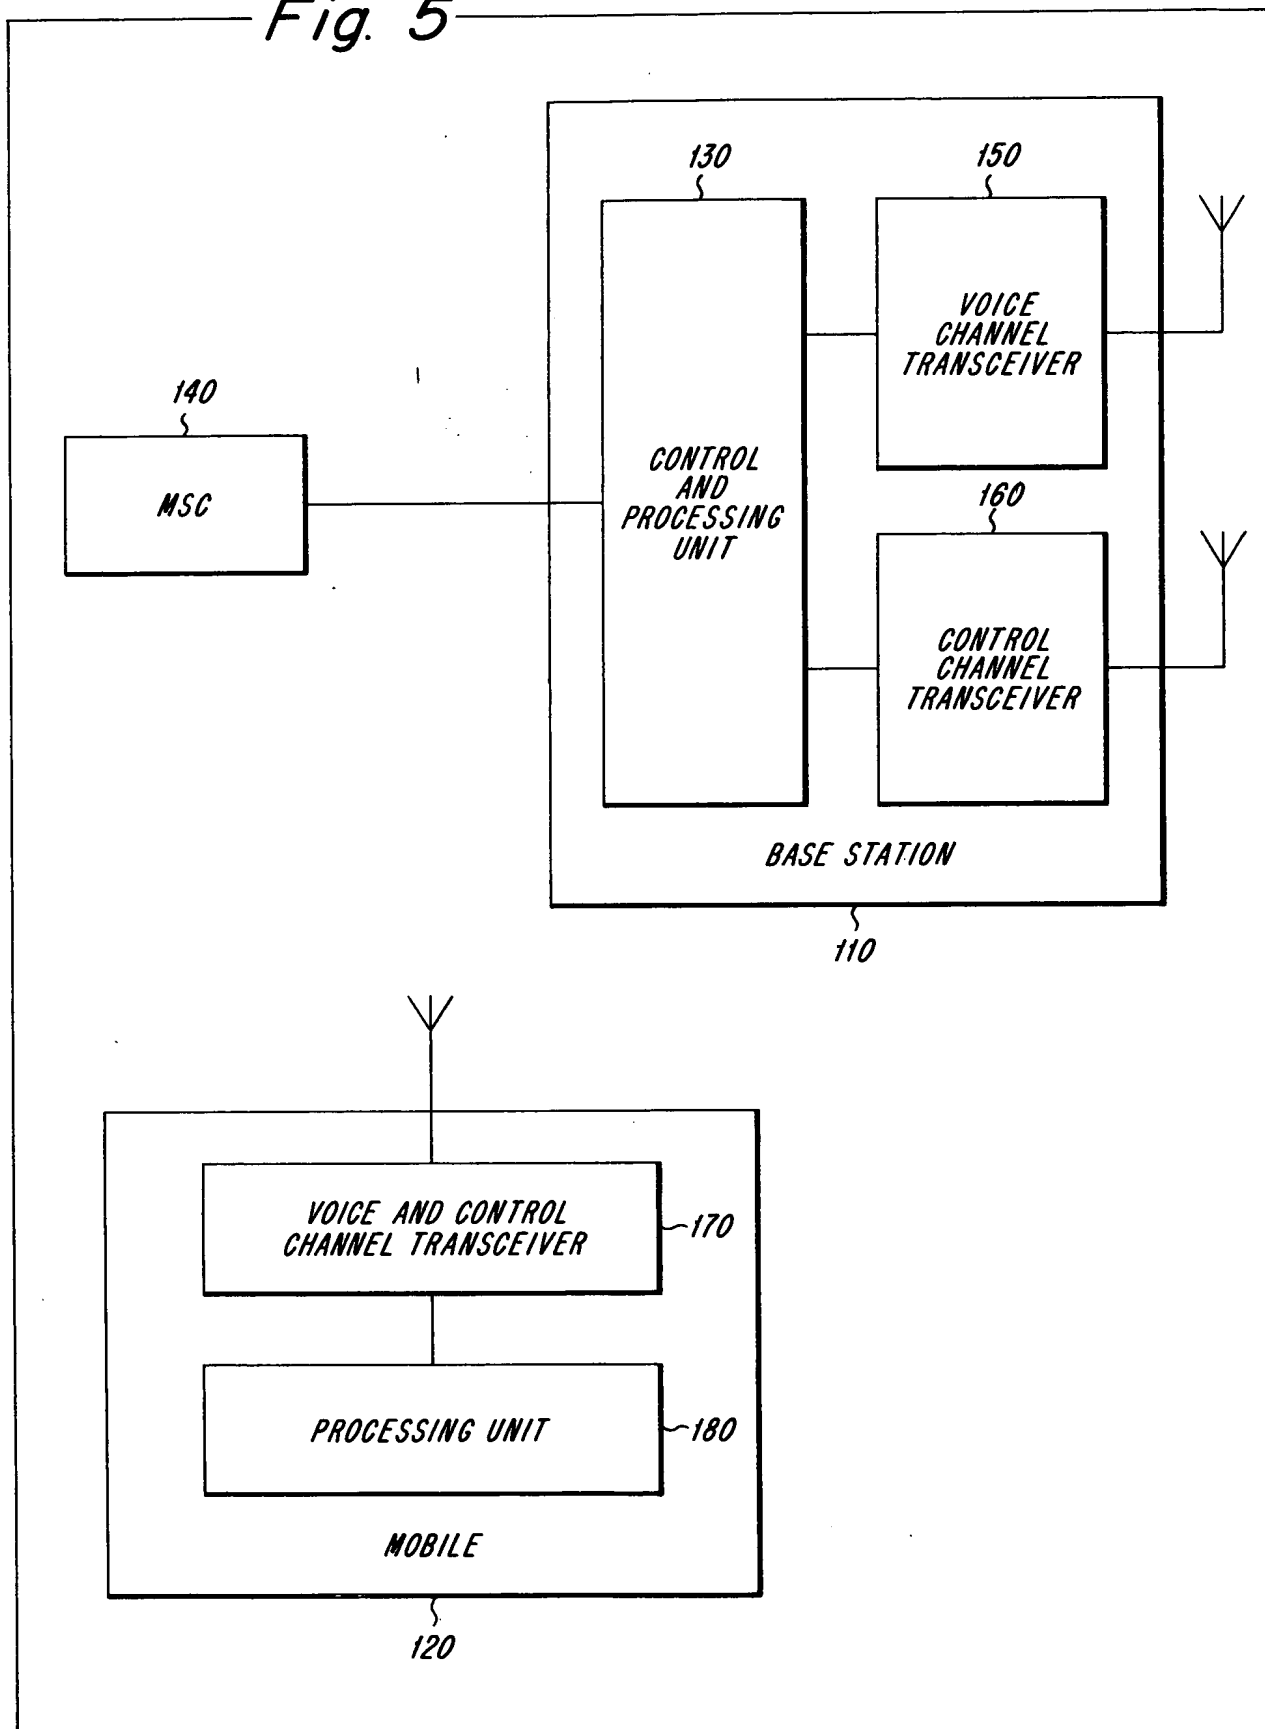 Fig. 5
130
150
VOICE
CHANNEL
TRANSCEIVER
140
MSC
CONTROL
AND
PROCESSING
UNIT
160
CONTROL
CHANNEL
TRANSCEIVER
BASE STATION
110
VOICE AND CONTROL
CHANNEL TRANSCEIVER
170
PROCESSING UNIT
180
MOBILE
120